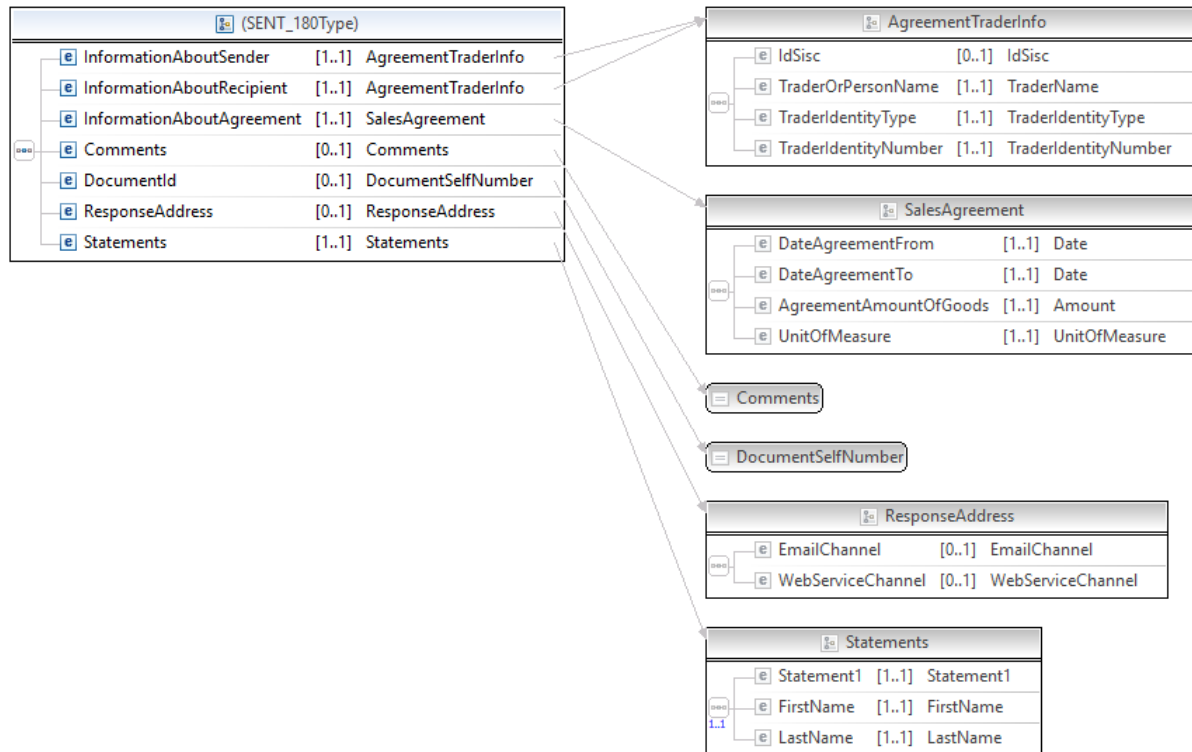 (SENT_180Type)
e InformationAboutSender [1..1] AgreementTraderInfo
e InformationAboutRecipient [1..1] AgreementTraderInfo
e InformationAboutAgreement [1..1] SalesAgreement
e Comments [0..1] Comments
e DocumentId [0..1] DocumentSelfNumber
e ResponseAddress [0..1] ResponseAddress
e Statements [1..1] Statements
AgreementTraderInfo
e IdSisc [0..1] IdSisc
e TraderOrPersonName [1..1] TraderName
e TraderIdentityType [1..1] TraderIdentityType
e TraderIdentityNumber [1..1] TraderIdentityNumber
SalesAgreement
e DateAgreementFrom [1..1] Date
e DateAgreementTo [1..1] Date
e AgreementAmountOfGoods [1..1] Amount
e UnitOfMeasure [1..1] UnitOfMeasure
Comments
DocumentSelfNumber
ResponseAddress
e EmailChannel [0..1] EmailChannel
e WebServiceChannel [0..1] WebServiceChannel
Statements
e Statement1 [1..1] Statement1
e FirstName [1..1] FirstName
1..1
e LastName [1..1] LastName